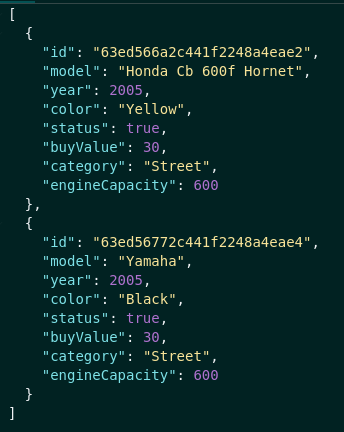 [
  {
    "id": "63ed566a2c441f2248a4eae2",
    "model": "Honda Cb 600f Hornet",
    "year": 2005,
    "color": "Yellow",
    "status": true,
    "buyValue": 30,
    "category": "Street",
    "engineCapacity": 600
  },
  {
    "id": "63ed56772c441f2248a4eae4",
    "model": "Yamaha",
    "year": 2005,
    "color": "Black",
    "status": true,
    "buyValue": 30,
    "category": "Street",
    "engineCapacity": 600
  }
]